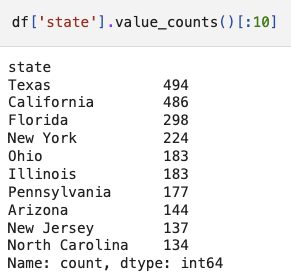 df['state'].value_counts()[:10]
state
Texas 494
California 486
Florida 298
New York 224
Ohio 183
Illinois 183
Pennsylvania 177
Arizona 144
New Jersey 137
North Carolina 134
Name: count, dtype: int64